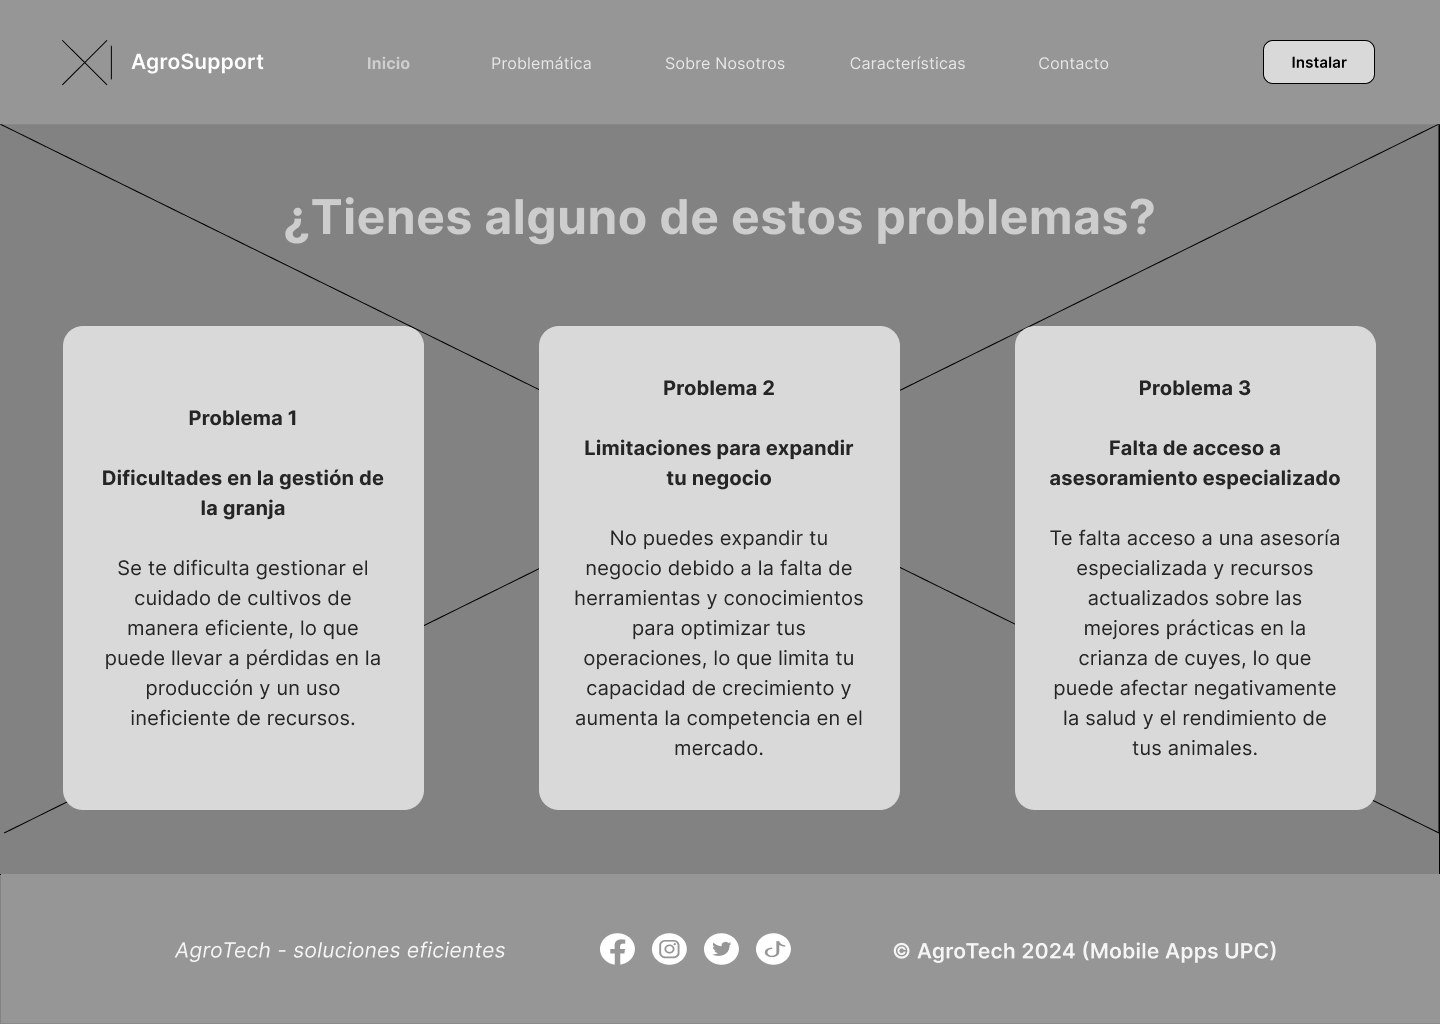 AgroSupport
Inicio
Problemática
Sobre Nosotros
Características
Contacto
Instalar
¿Tienes alguno de estos problemas?
Problema 1
Dificultades en la gestión de
la granja
Se te dificulta gestionar el
cuidado de cultivos de
manera eficiente, lo que
puede llevar a pérdidas en la
producción y un uso
ineficiente de recursos.
Problema 2
Limitaciones para expandir
tu negocio
No puedes expandir tu
negocio debido a la falta de
herramientas y conocimientos
para optimizar tus
operaciones, lo que limita tu
capacidad de crecimiento y
aumenta la competencia en el
mercado.
Problema 3
Falta de acceso a
asesoramiento especializado
Te falta acceso a una asesoría
especializada y recursos
actualizados sobre las
mejores prácticas en la
crianza de cuyes, lo que
puede afectar negativamente
la salud y el rendimiento de
tus animales.
AgroTech - soluciones eficientes
© AgroTech 2024 (Mobile Apps UPC)